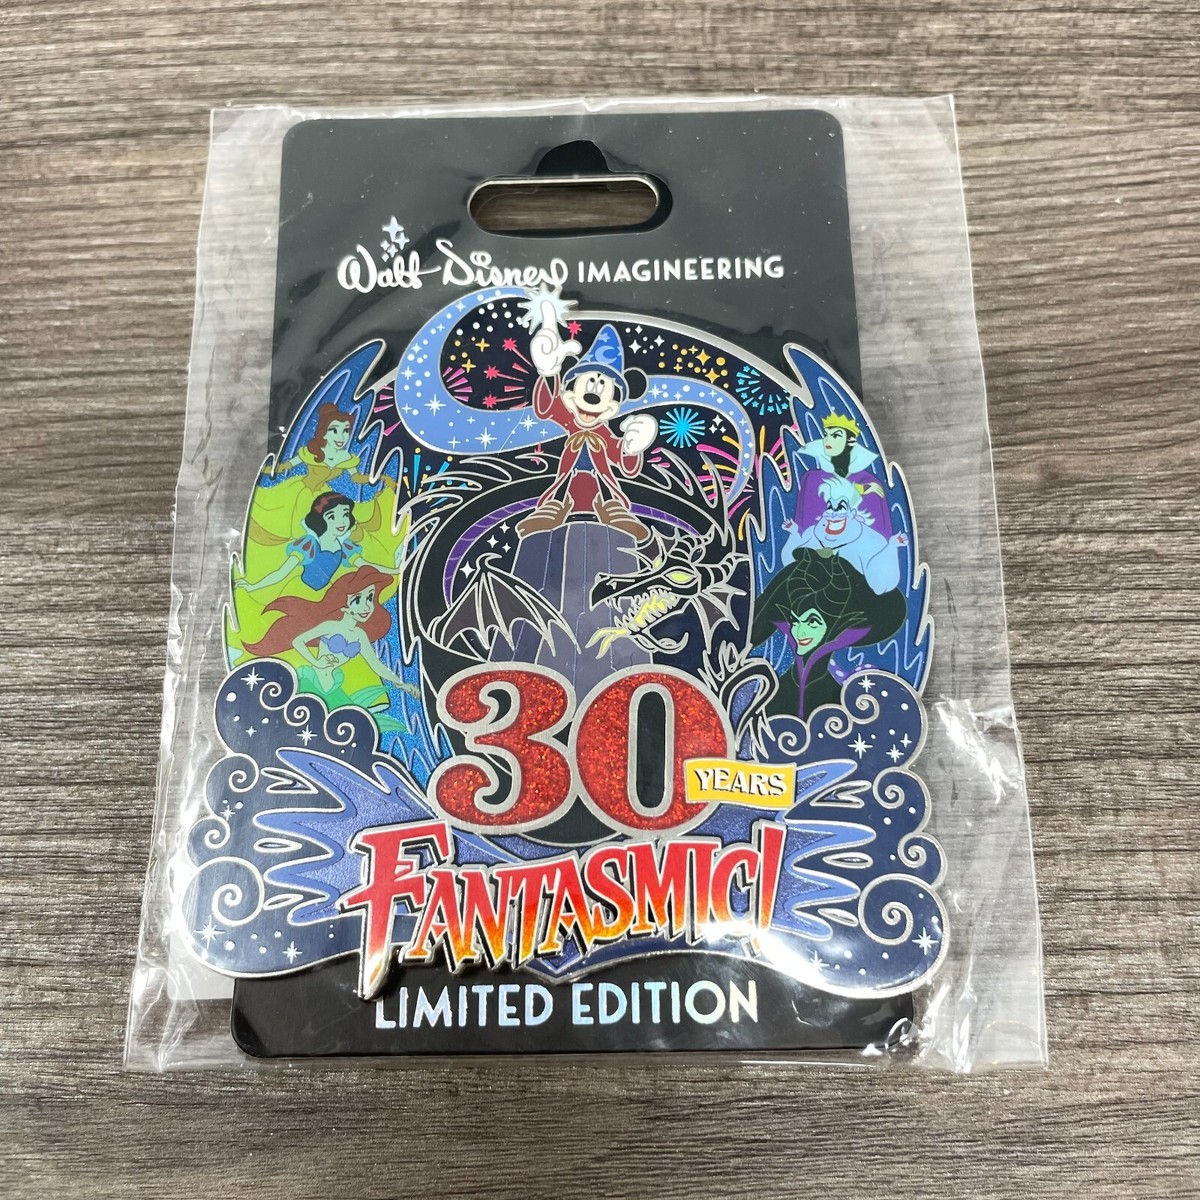 Walt Disney IMAGINEERING
30
YEARS
FANTASMIC!
LIMITED EDITION